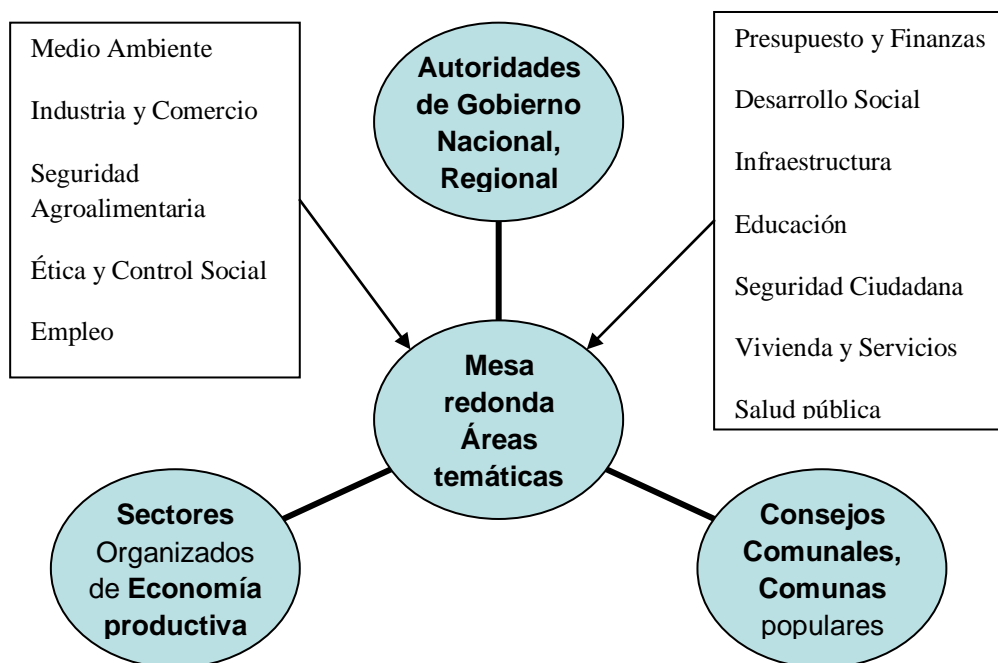 Medio Ambiente
Industria y Comercio
Seguridad
Agroalimentaria
Ética y Control Social
Empleo
Autoridades
de Gobierno
Nacional,
Regional
Presupuesto y Finanzas
Desarrollo Social
Infraestructura
Educación
Seguridad Ciudadana
Vivienda y Servicios
Salud pública
Mesa
redonda
Áreas
temáticas
Sectores
Organizados
de Economía
productiva
Consejos
Comunales,
Comunas
populares